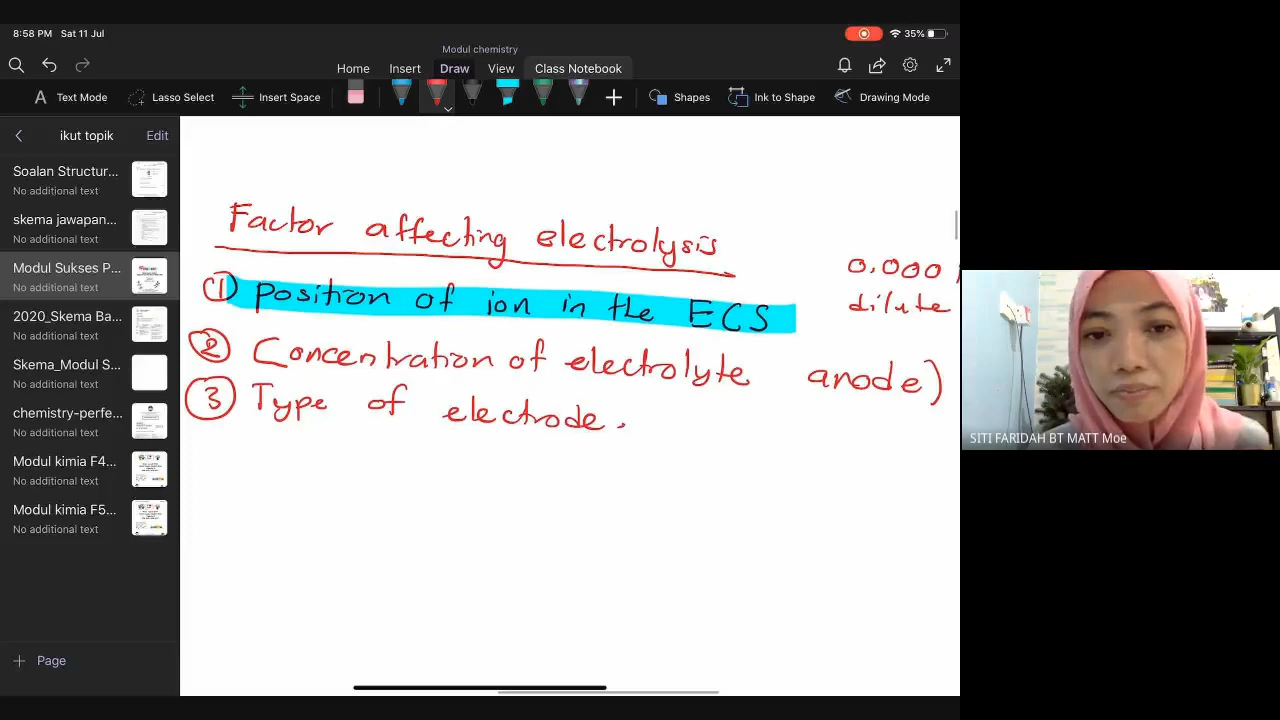 8:58 PM Sat 11 Jul
35%
Modul chemistry
Home Insert Draw View Class Notebook
Text Mode Lasso Select Insert Space Shapes Ink to Shape Drawing Mode
ikut topik Edit
Soalan Structur...
No additional text
skema jawapan...
No additional text
Modul Sukses P...
No additional text
2020_Skema Ba...
No additional text
Skema_Modul S...
No additional text
chemistry-perfe...
No additional text
Modul kimia F4...
No additional text
Modul kimia F5...
No additional text
Page
Factor affecting electrolysis
① position of ion in the ECS
② Concentration of electrolyte
③ Type of electrode.
0.000
dilute
anode)
SITI FARIDAH BT MATT Moe